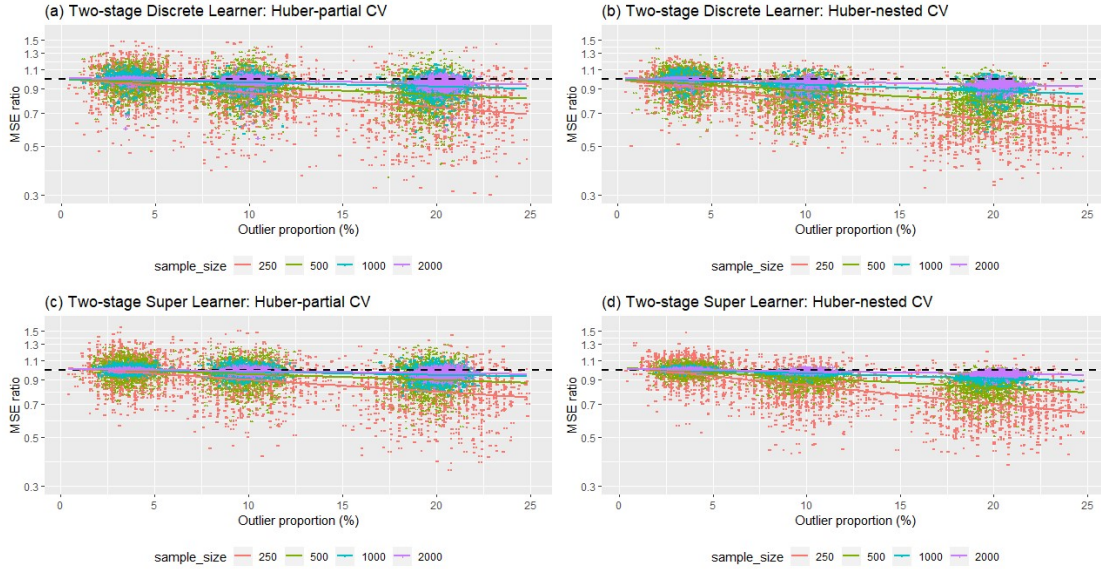 (a) Two-stage Discrete Learner: Huber-partial CV
(b) Two-stage Discrete Learner: Huber-nested CV
MSE ratio
1.5
1.3
1.1
0.9
0.7
0.5
0.3
0 5 10 15 20 25
Outlier proportion (%)
sample_size 250 500 1000 2000
MSE ratio
1.5
1.3
1.1
0.9
0.7
0.5
0.3
0 5 10 15 20 25
Outlier proportion (%)
sample_size 250 500 1000 2000
(c) Two-stage Super Learner: Huber-partial CV
(d) Two-stage Super Learner: Huber-nested CV
MSE ratio
1.5
1.3
1.1
0.9
0.7
0.5
0.3
0 5 10 15 20 25
Outlier proportion (%)
sample_size 250 500 1000 2000
MSE ratio
1.5
1.3
1.1
0.9
0.7
0.5
0.3
0 5 10 15 20 25
Outlier proportion (%)
sample_size 250 500 1000 2000